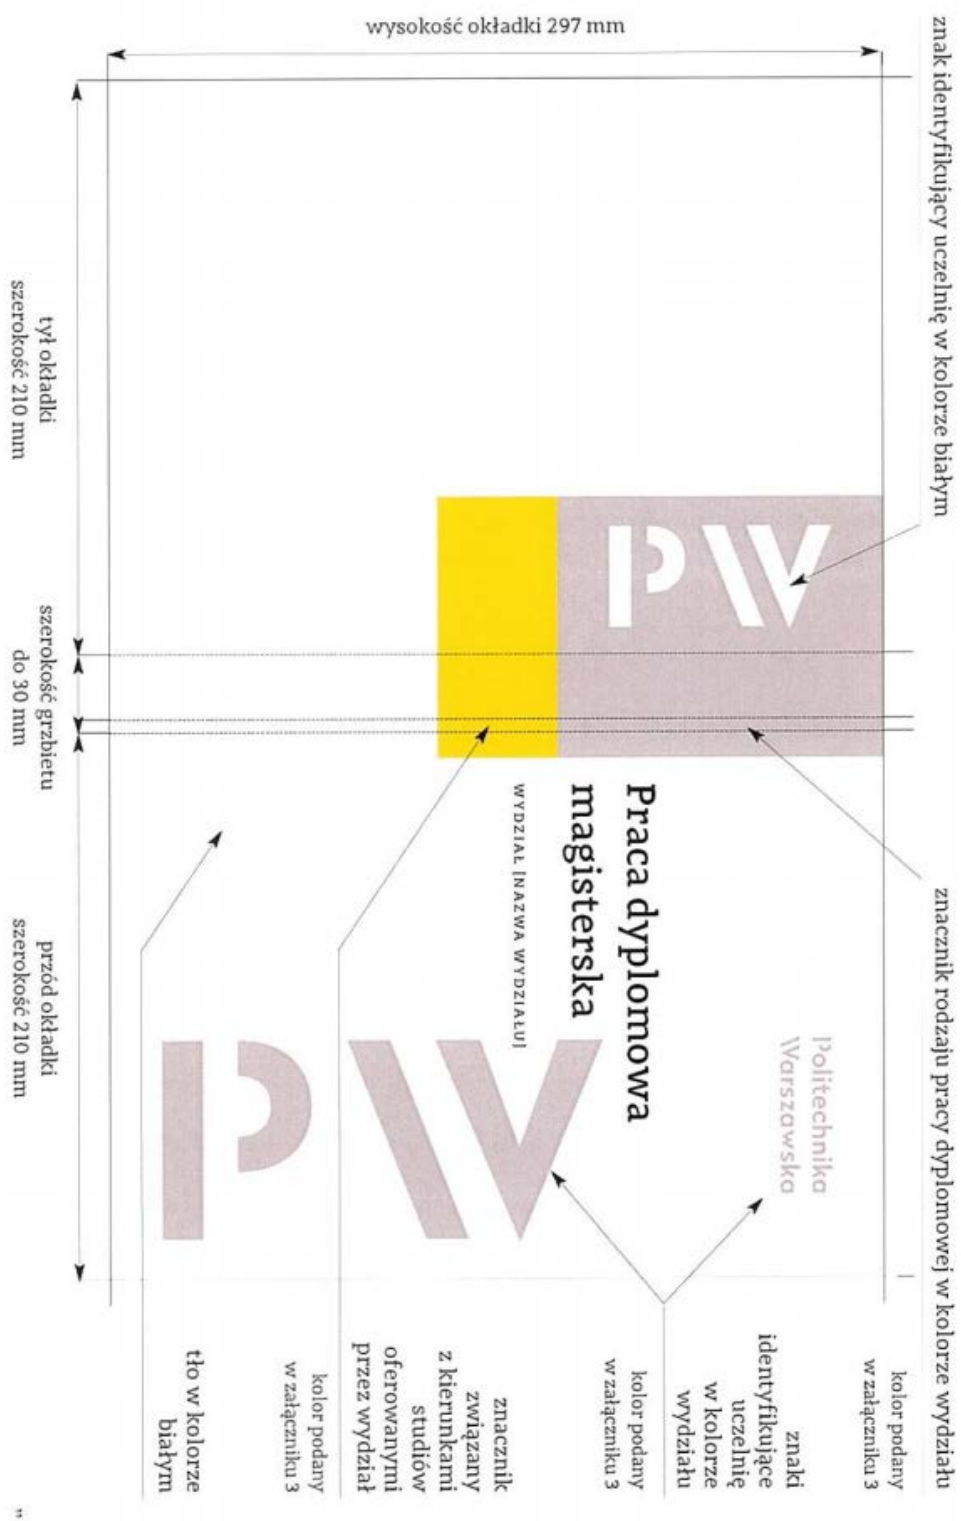 wysokość okładki 297 mm
znak identyfikujący uczelnię w kolorze białym
znacznik rodzaju pracy dyplomowej w kolorze wydziału
kolor podany
w załączniku 3
PW
Politechnika
Warszawska
Praca dyplomowa
magisterska
WYDZIAŁ [NAZWA WYDZIAŁU]
PW
znaki
identyfikujące
uczelnię
w kolorze
wydziału
kolor podany
w załączniku 3
znacznik
związany
z kierunkami
studiów
oferowanymi
przez wydział
kolor podany
w załączniku 3
tło w kolorze
białym
tył okładki
szerokość 210 mm
szerokość grzbietu
do 30 mm
przód okładki
szerokość 210 mm